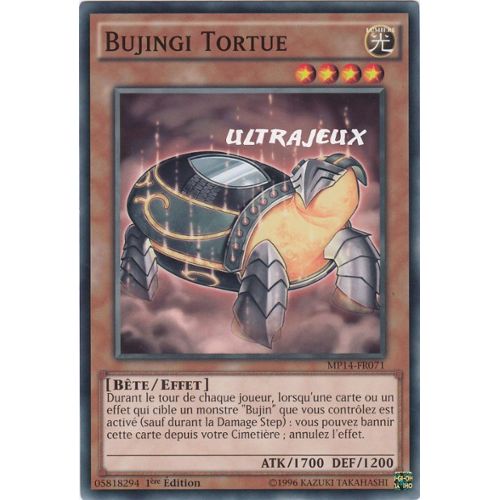 Bujingi Tortue
LUMIÈRE
光
ULTRAJEUX
MP14-FR071
[Bête/Effet]
Durant le tour de chaque joueur, lorsqu'une carte ou un
effet qui cible un monstre "Bujin" que vous contrôlez est
activé (sauf durant la Damage Step) : vous pouvez bannir
cette carte depuis votre Cimetière ; annulez l'effet.
ATK/1700 DEF/1200
05818294 1ère Édition ©1996 KAZUKI TAKAHASHI